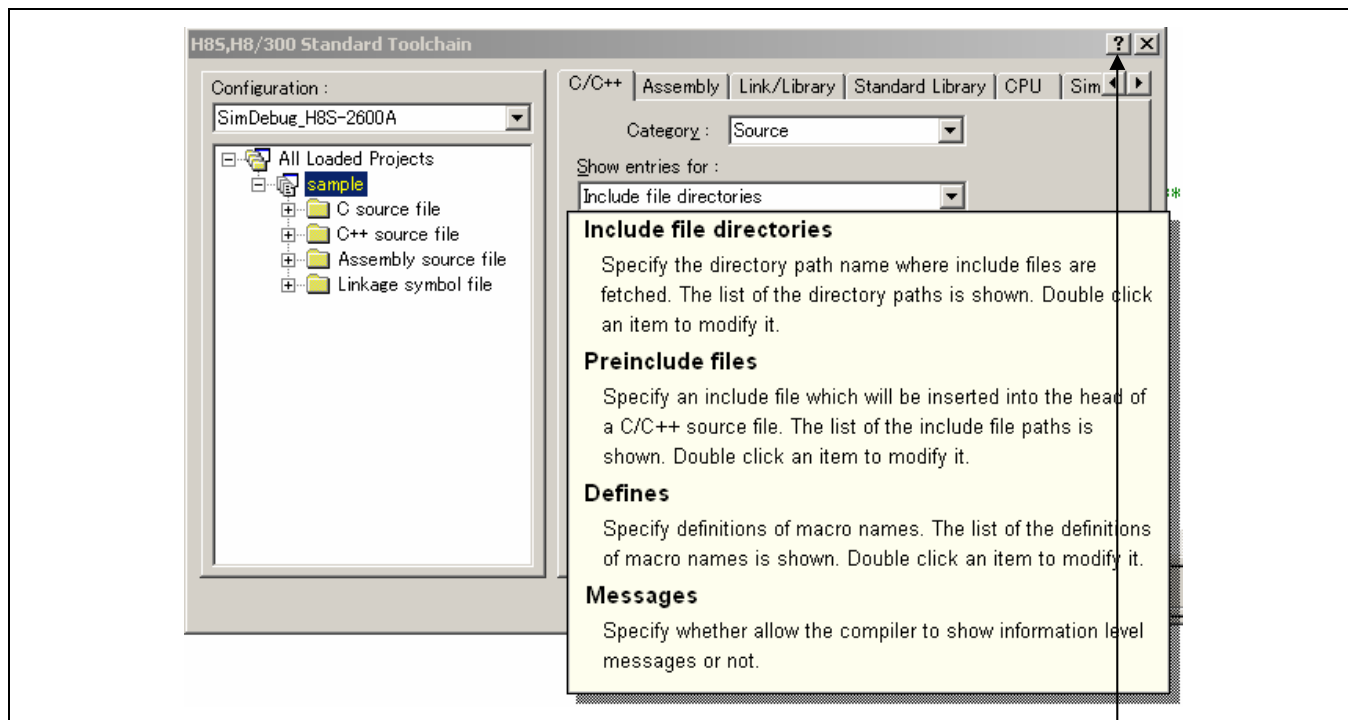 H8S,H8/300 Standard Toolchain
?
Configuration :
SimDebug_H8S-2600A
All Loaded Projects
sample
C source file
C++ source file
Assembly source file
Linkage symbol file
C/C++ Assembly Link/Library Standard Library CPU Sim
Category : Source
Show entries for :
Include file directories
*
Include file directories
Specify the directory path name where include files are
fetched. The list of the directory paths is shown. Double click
an item to modify it.
Preinclude files
Specify an include file which will be inserted into the head of
a C/C++ source file. The list of the include file paths is
shown. Double click an item to modify it.
Defines
Specify definitions of macro names. The list of the definitions
of macro names is shown. Double click an item to modify it.
Messages
Specify whether allow the compiler to show information level
messages or not.